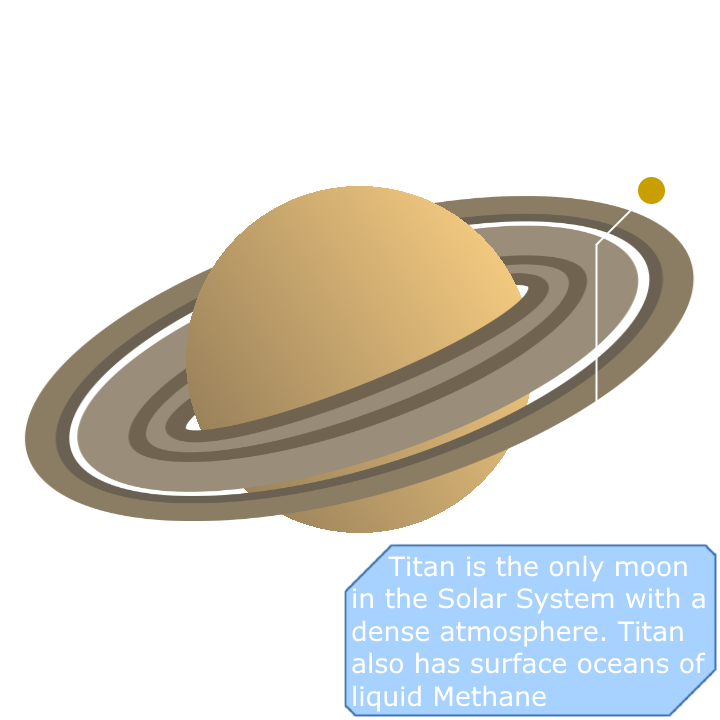 Titan is the only moon
in the Solar System with a
dense atmosphere. Titan
also has surface oceans of
liquid Methane